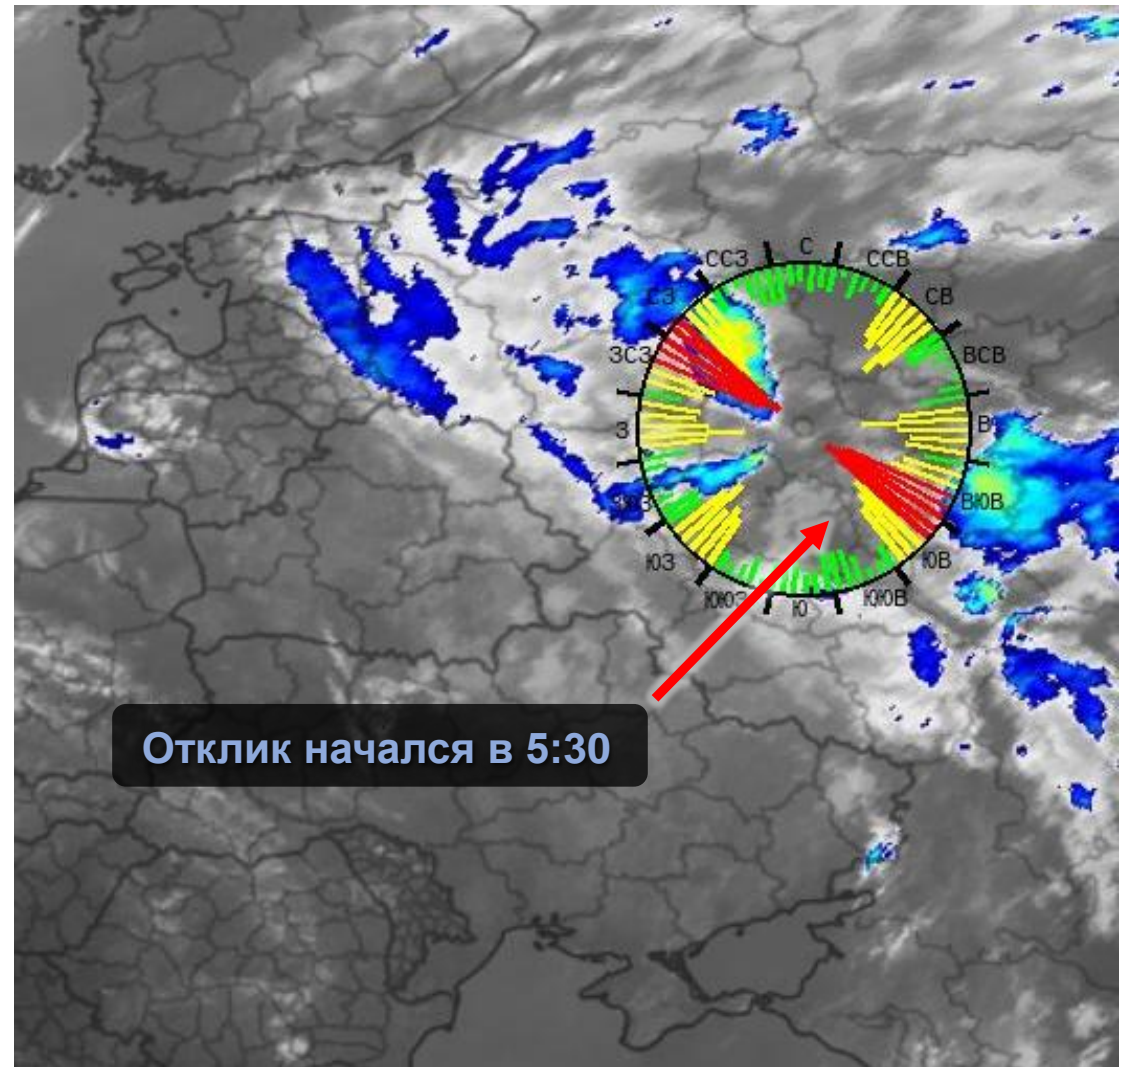 С
ССЗ
ССВ
СЗ
СВ
ЗСЗ
ВСВ
З
В
ЗЮЗ
ВЮВ
ЮЗ
ЮВ
ЮЮЗ
ЮЮВ
Ю
Отклик начался в 5:30